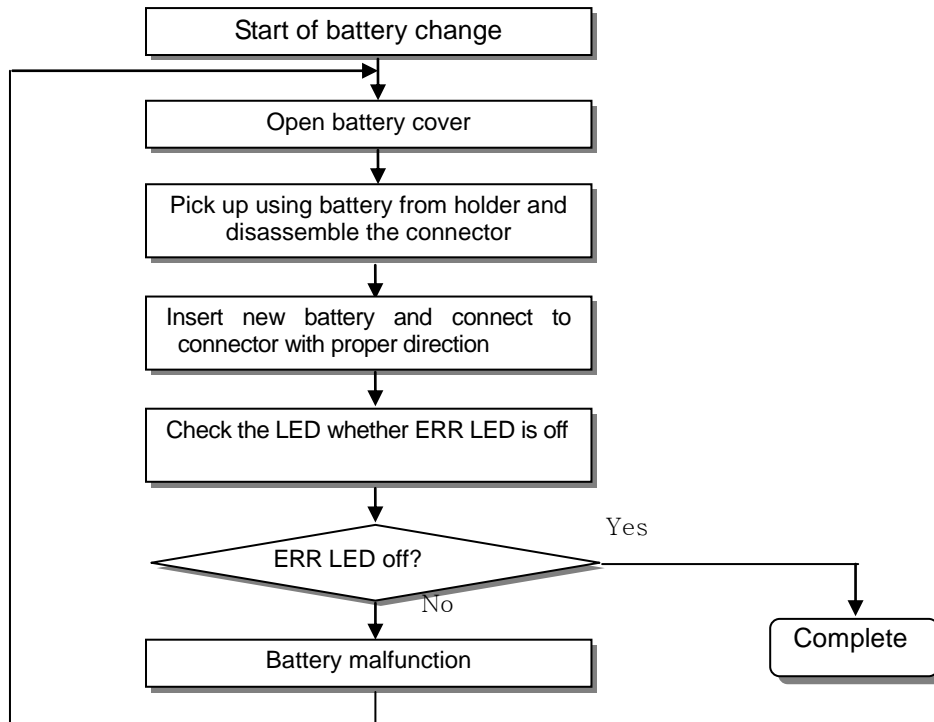 Start of battery change
Open battery cover
Pick up using battery from holder and
disassemble the connector
Insert new battery and connect to
connector with proper direction
Check the LED whether ERR LED is off
ERR LED off?
Yes
No
Battery malfunction
Complete